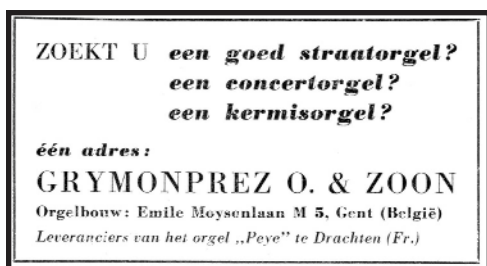 ZOEKT U een goed straatorgel?
een concertorgel?
een kermisorgel?
één adres:
GRYMONPREZ O. & ZOON
Orgelbouw: Emile Moysonlaan M 5, Gent (België)
Leveranciers van het orgel „Peye” te Drachten (Fr.)